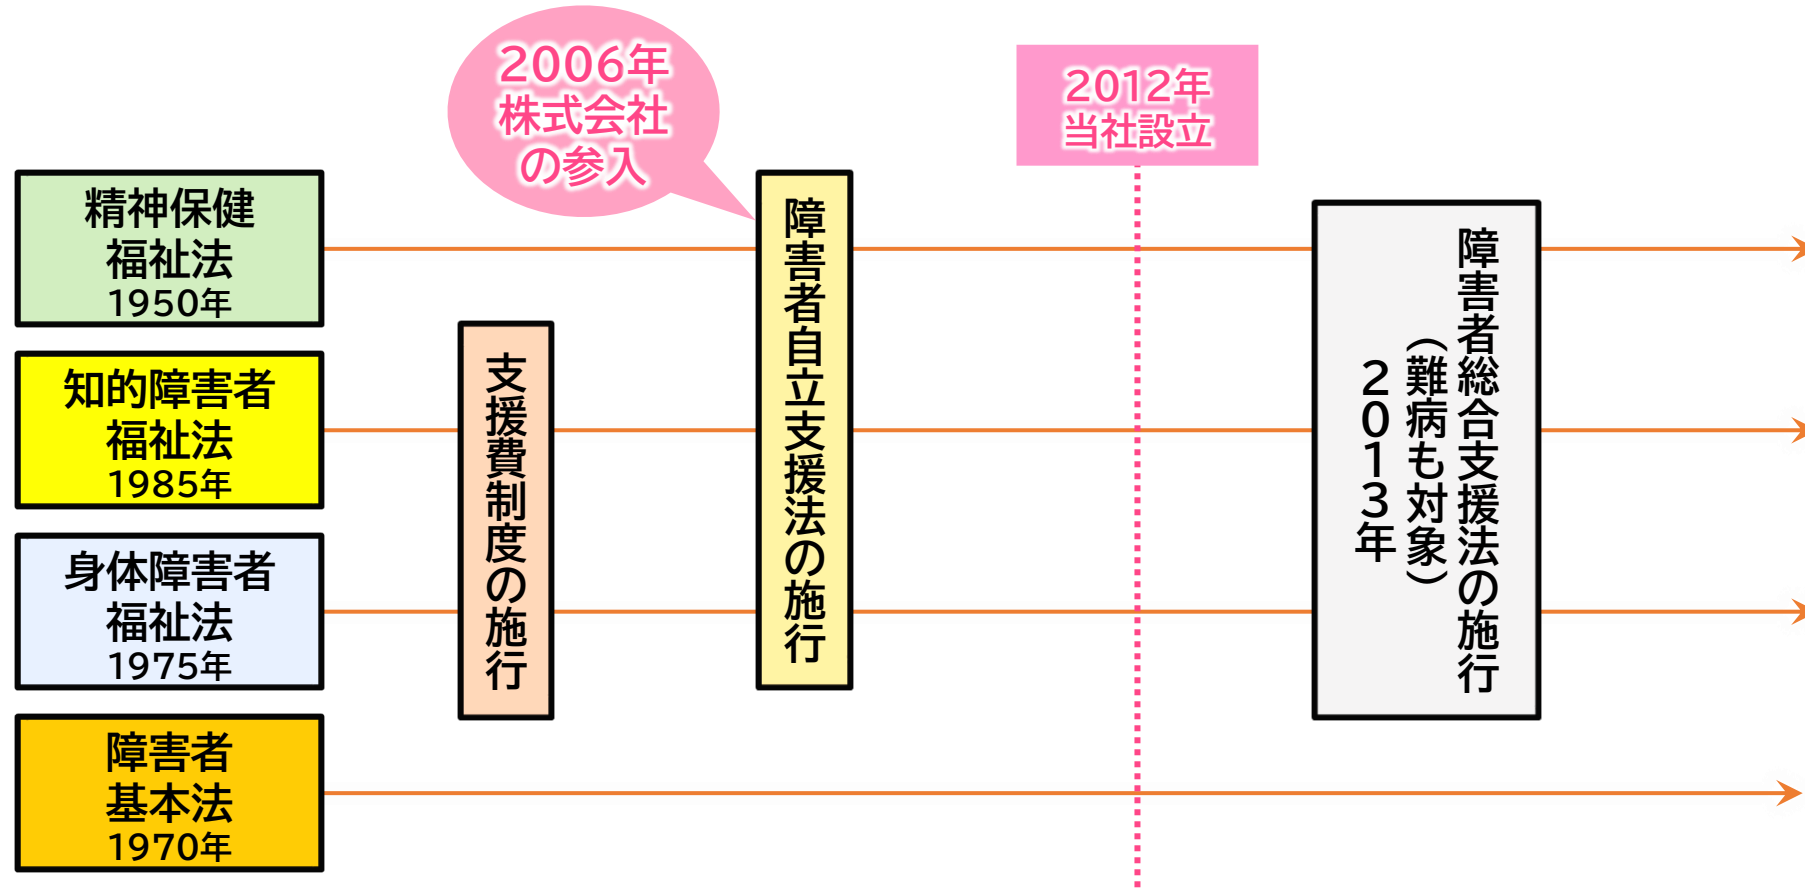 2006年
株式会社
の参入
2012年
当社設立
精神保健
福祉法
1950年
知的障害者
福祉法
1985年
身体障害者
福祉法
1975年
障害者
基本法
1970年
支援費制度の施行
障害者自立支援法の施行
障害者総合支援法の施行
（難病も対象）
２０１３年